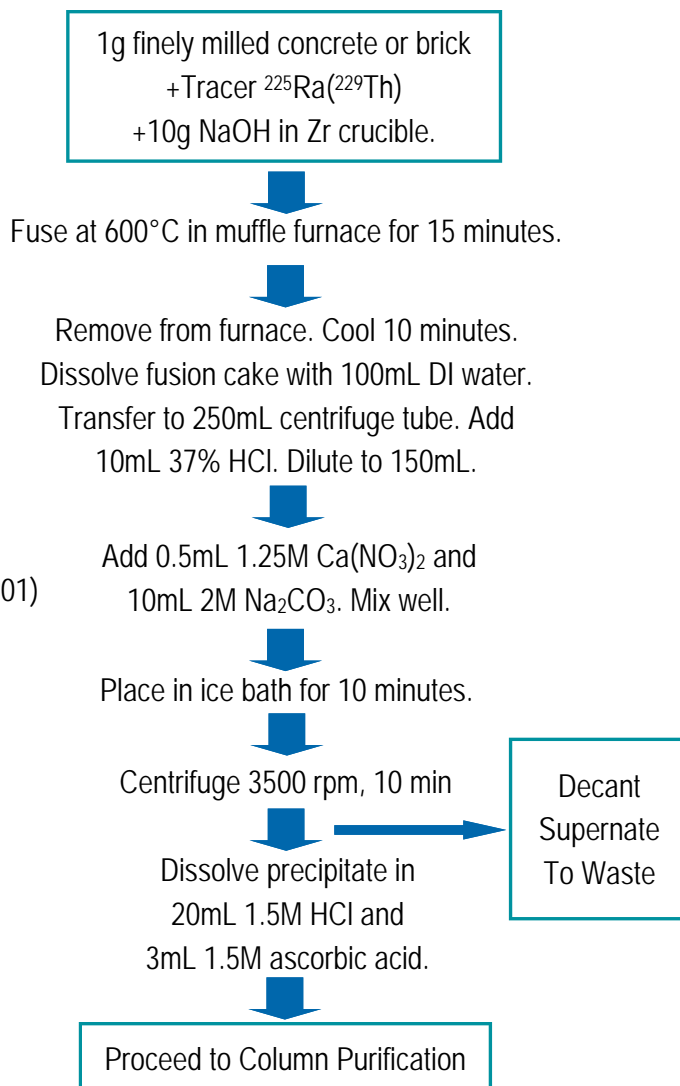 1g finely milled concrete or brick
+Tracer ²²⁵Ra(²²⁹Th)
+10g NaOH in Zr crucible.
Fuse at 600°C in muffle furnace for 15 minutes.
Remove from furnace. Cool 10 minutes.
Dissolve fusion cake with 100mL DI water.
Transfer to 250mL centrifuge tube. Add
10mL 37% HCl. Dilute to 150mL.
Add 0.5mL 1.25M Ca(NO₃)₂ and
01)
10mL 2M Na₂CO₃. Mix well.
Place in ice bath for 10 minutes.
Centrifuge 3500 rpm, 10 min
Decant
Supernate
To Waste
Dissolve precipitate in
20mL 1.5M HCl and
3mL 1.5M ascorbic acid.
Proceed to Column Purification